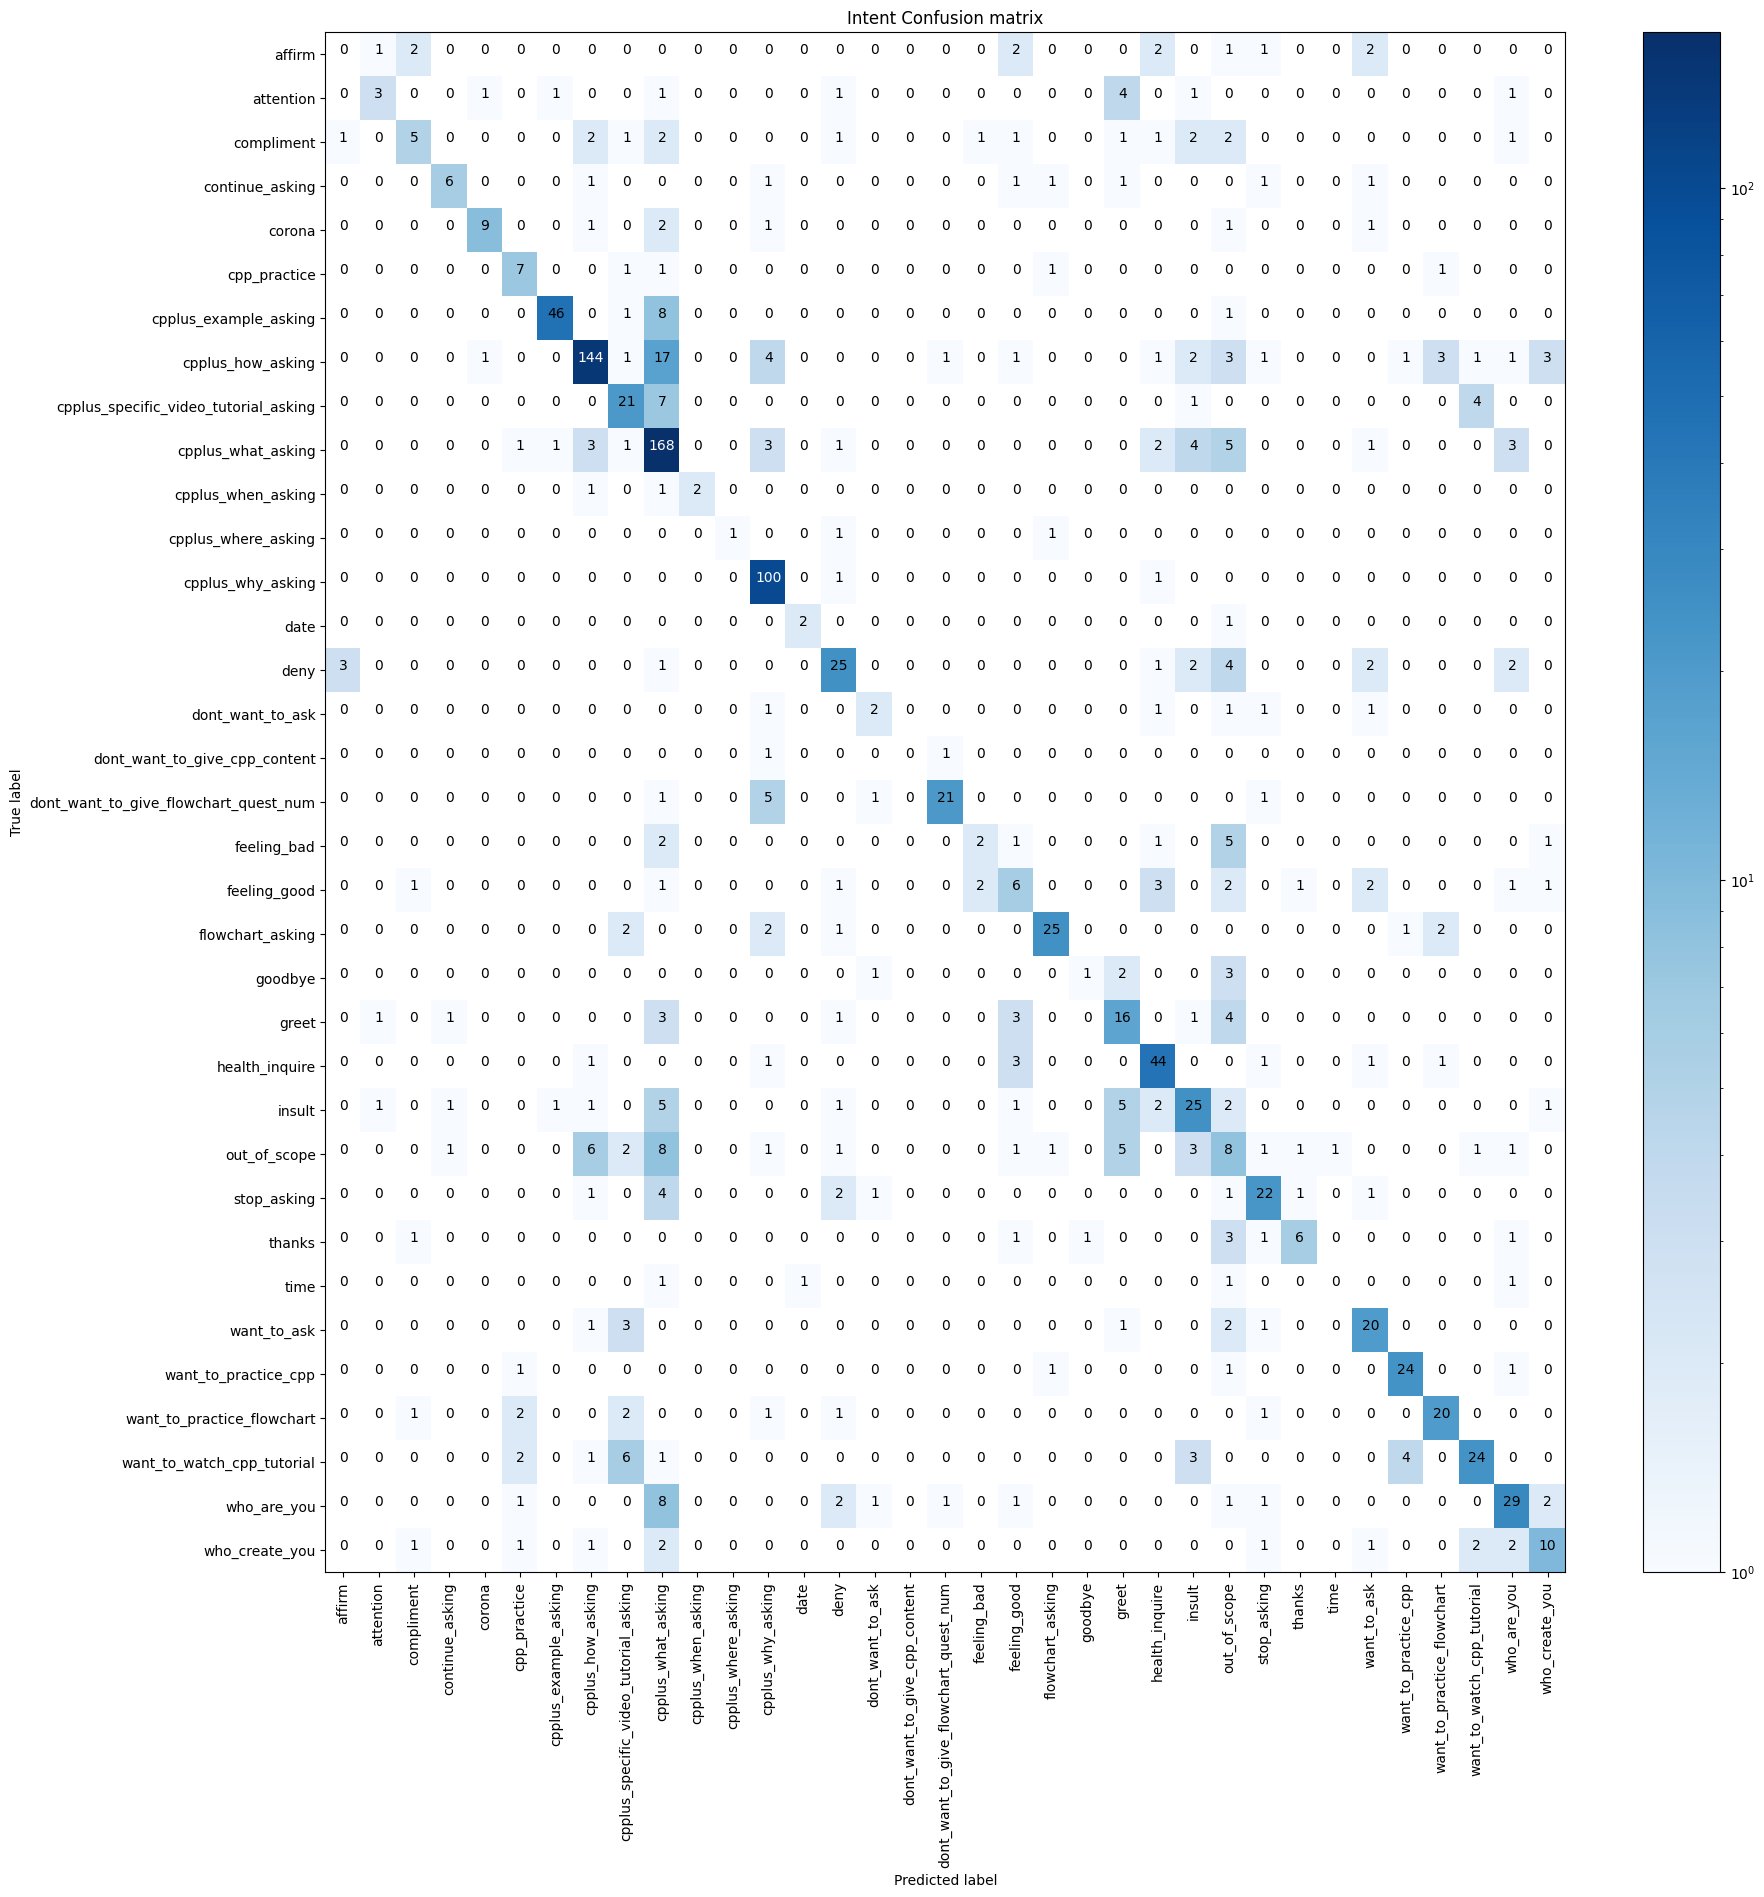 Intent Confusion matrix
affirm 0 1 2 0 0 0 0 0 0 0 0 0 0 0 0 0 0 0 0 2 0 0 0 2 0 1 1 0 0 2 0 0 0 0 0
attention 0 3 0 0 1 0 1 0 0 1 0 0 0 0 1 0 0 0 0 0 0 0 4 0 1 0 0 0 0 0 0 0 0 1 0
compliment 1 0 5 0 0 0 0 2 1 2 0 0 0 0 1 0 0 0 1 1 0 0 1 1 2 2 0 0 0 0 0 0 0 1 0
continue_asking 0 0 0 6 0 0 0 1 0 0 0 0 1 0 0 0 0 0 0 1 1 0 1 0 0 0 1 0 0 1 0 0 0 0 0
corona 0 0 0 0 9 0 0 1 0 2 0 0 1 0 0 0 0 0 0 0 0 0 0 0 0 1 0 0 0 1 0 0 0 0 0
cpp_practice 0 0 0 0 0 7 0 0 1 1 0 0 0 0 0 0 0 0 0 0 1 0 0 0 0 0 0 0 0 0 0 1 0 0 0
cpplus_example_asking 0 0 0 0 0 0 46 0 1 8 0 0 0 0 0 0 0 0 0 0 0 0 0 0 0 1 0 0 0 0 0 0 0 0 0
cpplus_how_asking 0 0 0 0 1 0 0 144 1 17 0 0 4 0 0 0 0 1 0 1 0 0 0 1 2 3 1 0 0 0 1 3 1 1 3
cpplus_specific_video_tutorial_asking 0 0 0 0 0 0 0 0 21 7 0 0 0 0 0 0 0 0 0 0 0 0 0 0 1 0 0 0 0 0 0 0 4 0 0
cpplus_what_asking 0 0 0 0 0 1 1 3 1 168 0 0 3 0 1 0 0 0 0 0 0 0 0 2 4 5 0 0 0 1 0 0 0 3 0
cpplus_when_asking 0 0 0 0 0 0 0 1 0 1 2 0 0 0 0 0 0 0 0 0 0 0 0 0 0 0 0 0 0 0 0 0 0 0 0
cpplus_where_asking 0 0 0 0 0 0 0 0 0 0 0 1 0 0 1 0 0 0 0 0 1 0 0 0 0 0 0 0 0 0 0 0 0 0 0
cpplus_why_asking 0 0 0 0 0 0 0 0 0 0 0 0 100 0 1 0 0 0 0 0 0 0 0 1 0 0 0 0 0 0 0 0 0 0 0
date 0 0 0 0 0 0 0 0 0 0 0 0 0 2 0 0 0 0 0 0 0 0 0 0 0 1 0 0 0 0 0 0 0 0 0
deny 3 0 0 0 0 0 0 0 0 1 0 0 0 0 25 0 0 0 0 0 0 0 0 1 2 4 0 0 0 2 0 0 0 2 0
dont_want_to_ask 0 0 0 0 0 0 0 0 0 0 0 0 1 0 0 2 0 0 0 0 0 0 0 1 0 1 1 0 0 1 0 0 0 0 0
dont_want_to_give_cpp_content 0 0 0 0 0 0 0 0 0 0 0 0 1 0 0 0 0 1 0 0 0 0 0 0 0 0 0 0 0 0 0 0 0 0 0
True label
dont_want_to_give_flowchart_quest_num 0 0 0 0 0 0 0 0 0 1 0 0 5 0 0 1 0 21 0 0 0 0 0 0 0 0 1 0 0 0 0 0 0 0 0
feeling_bad 0 0 0 0 0 0 0 0 0 2 0 0 0 0 0 0 0 0 2 1 0 0 0 1 0 5 0 0 0 0 0 0 0 0 1
feeling_good 0 0 1 0 0 0 0 0 0 1 0 0 0 0 1 0 0 0 2 6 0 0 0 3 0 2 0 1 0 2 0 0 0 1 1
flowchart_asking 0 0 0 0 0 0 0 0 2 0 0 0 2 0 1 0 0 0 0 0 25 0 0 0 0 0 0 0 0 0 1 2 0 0 0
goodbye 0 0 0 0 0 0 0 0 0 0 0 0 0 0 0 1 0 0 0 0 0 1 2 0 0 3 0 0 0 0 0 0 0 0 0
greet 0 1 0 1 0 0 0 0 0 3 0 0 0 0 1 0 0 0 0 3 0 0 16 0 1 4 0 0 0 0 0 0 0 0 0
health_inquire 0 0 0 0 0 0 0 1 0 0 0 0 1 0 0 0 0 0 0 3 0 0 0 44 0 0 1 0 0 1 0 1 0 0 0
insult 0 1 0 1 0 0 1 1 0 5 0 0 0 0 1 0 0 0 0 1 0 0 5 2 25 2 0 0 0 0 0 0 0 0 1
out_of_scope 0 0 0 1 0 0 0 6 2 8 0 0 1 0 1 0 0 0 0 1 1 0 5 0 3 8 1 1 1 0 0 0 1 1 0
stop_asking 0 0 0 0 0 0 0 1 0 4 0 0 0 0 2 1 0 0 0 0 0 0 0 0 0 1 22 1 0 1 0 0 0 0 0
thanks 0 0 1 0 0 0 0 0 0 0 0 0 0 0 0 0 0 0 0 1 0 1 0 0 0 3 1 6 0 0 0 0 0 1 0
time 0 0 0 0 0 0 0 0 0 1 0 0 0 1 0 0 0 0 0 0 0 0 0 0 0 1 0 0 0 0 0 0 0 1 0
want_to_ask 0 0 0 0 0 0 0 1 3 0 0 0 0 0 0 0 0 0 0 0 0 0 1 0 0 2 1 0 0 20 0 0 0 0 0
want_to_practice_cpp 0 0 0 0 0 1 0 0 0 0 0 0 0 0 0 0 0 0 0 0 1 0 0 0 0 1 0 0 0 0 24 0 0 1 0
want_to_practice_flowchart 0 0 1 0 0 2 0 0 2 0 0 0 1 0 1 0 0 0 0 0 0 0 0 0 0 0 1 0 0 0 0 20 0 0 0
want_to_watch_cpp_tutorial 0 0 0 0 0 2 0 1 6 1 0 0 0 0 0 0 0 0 0 0 0 0 0 0 3 0 0 0 0 0 4 0 24 0 0
who_are_you 0 0 0 0 0 1 0 0 0 8 0 0 0 0 2 1 0 1 0 1 0 0 0 0 0 1 1 0 0 0 0 0 0 29 2
who_create_you 0 0 1 0 0 1 0 1 0 2 0 0 0 0 0 0 0 0 0 0 0 0 0 0 0 0 1 0 0 1 0 0 2 2 10
affirm
attention
compliment
continue_asking
corona
cpp_practice
cpplus_example_asking
cpplus_how_asking
cpplus_specific_video_tutorial_asking
cpplus_what_asking
cpplus_when_asking
cpplus_where_asking
cpplus_why_asking
date
deny
dont_want_to_ask
dont_want_to_give_cpp_content
dont_want_to_give_flowchart_quest_num
feeling_bad
feeling_good
flowchart_asking
goodbye
greet
health_inquire
insult
out_of_scope
stop_asking
thanks
time
want_to_ask
want_to_practice_cpp
want_to_practice_flowchart
want_to_watch_cpp_tutorial
who_are_you
who_create_you
Predicted label
10²
10¹
10⁰